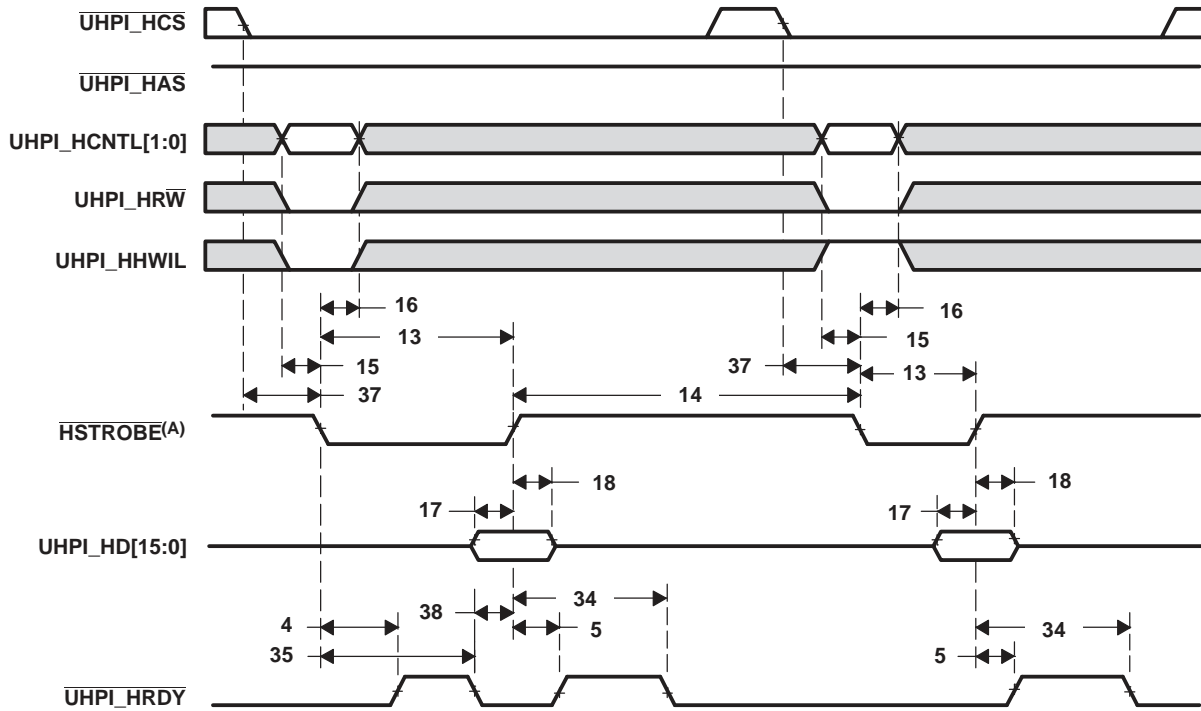 UHPI_HCS
UHPI_HAS
UHPI_HCNTL[1:0]
UHPI_HRW
UHPI_HHWIL
16
16
13
15
15
37
13
37
14
HSTROBE(A)
18
18
17
17
UHPI_HD[15:0]
38
34
4
5
34
35
5
UHPI_HRDY